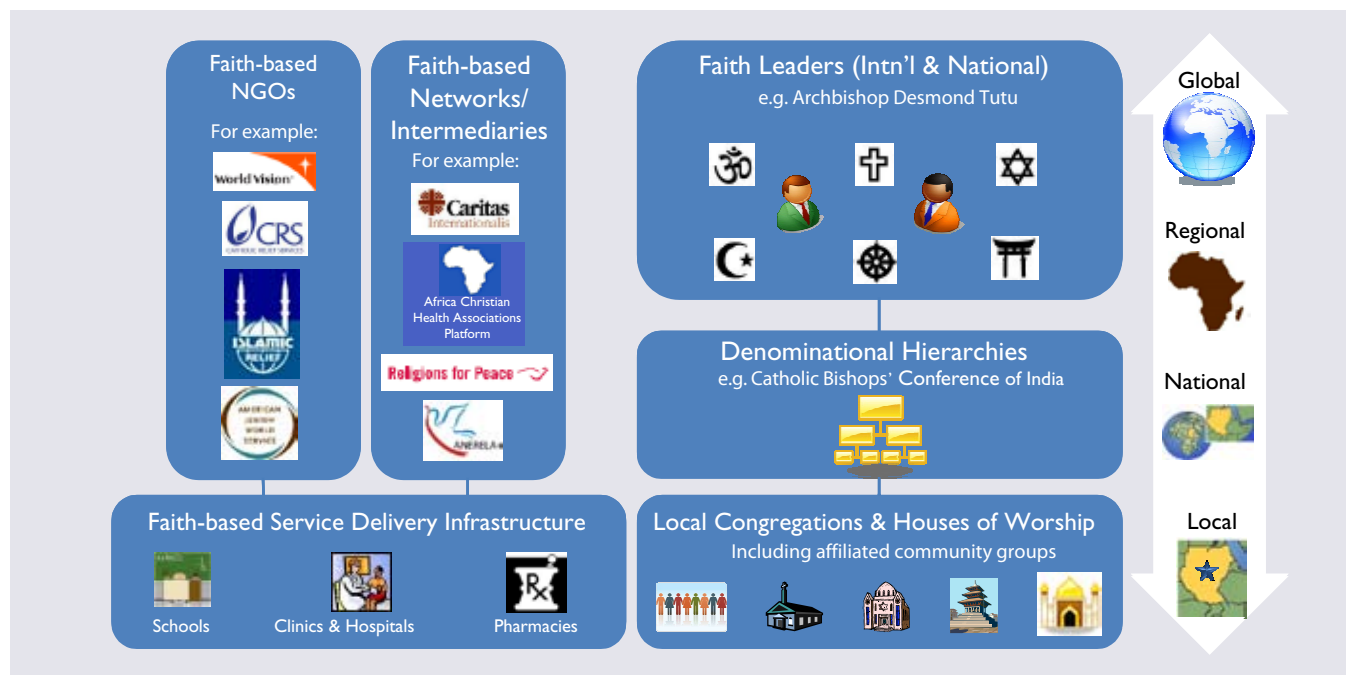 Faith-based
NGOs
For example:
World Vision
CRS
CATHOLIC RELIEF SERVICES
ISLAMIC
RELIEF
AMERICAN
JEWISH
WORLD
SERVICE
Faith-based
Networks/
Intermediaries
For example:
Caritas
Internationalis
Africa Christian
Health Associations
Platform
Religions for Peace
ANERELA+
Faith Leaders (Intn'l & National)
e.g. Archbishop Desmond Tutu
Denominational Hierarchies
e.g. Catholic Bishops' Conference of India
Faith-based Service Delivery Infrastructure
Schools
Clinics & Hospitals
Rx
Pharmacies
Local Congregations & Houses of Worship
Including affiliated community groups
Global
Regional
National
Local